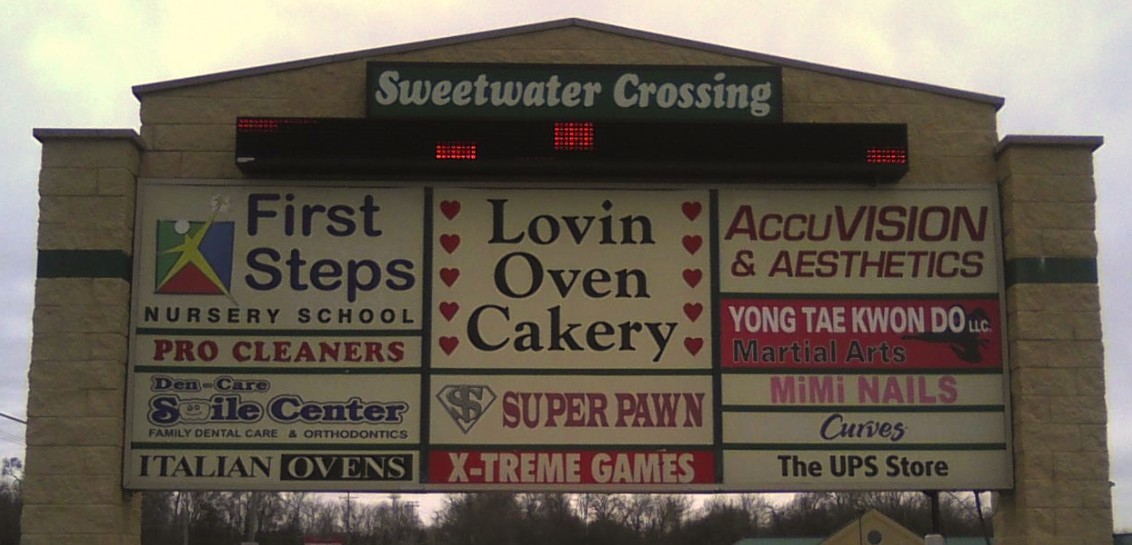 Sweetwater Crossing
First
Steps
NURSERY SCHOOL
PRO CLEANERS
Den-Care
Smile Center
FAMILY DENTAL CARE & ORTHODONTICS
ITALIAN OVENS
Lovin
Oven
Cakery
S
SUPER PAWN
X-TREME GAMES
ACCUVISION
& AESTHETICS
YONG TAE KWON DO LLC.
Martial Arts
MiMi NAILS
Curves
The UPS Store